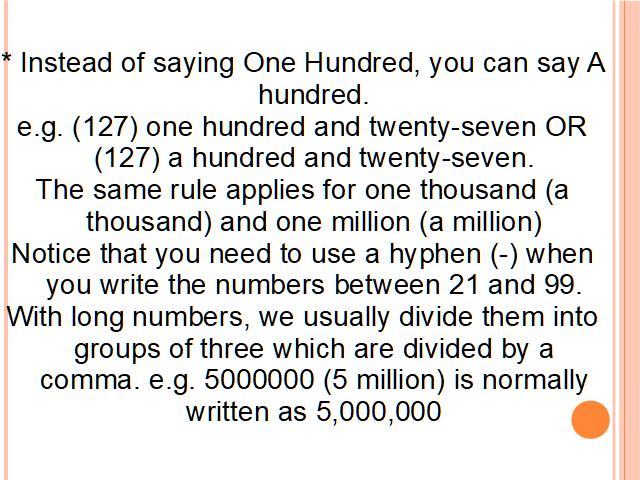 * Instead of saying One Hundred, you can say A
hundred.
e.g. (127) one hundred and twenty-seven OR
(127) a hundred and twenty-seven.
The same rule applies for one thousand (a
thousand) and one million (a million)
Notice that you need to use a hyphen (-) when
you write the numbers between 21 and 99.
With long numbers, we usually divide them into
groups of three which are divided by a
comma. e.g. 5000000 (5 million) is normally
written as 5,000,000